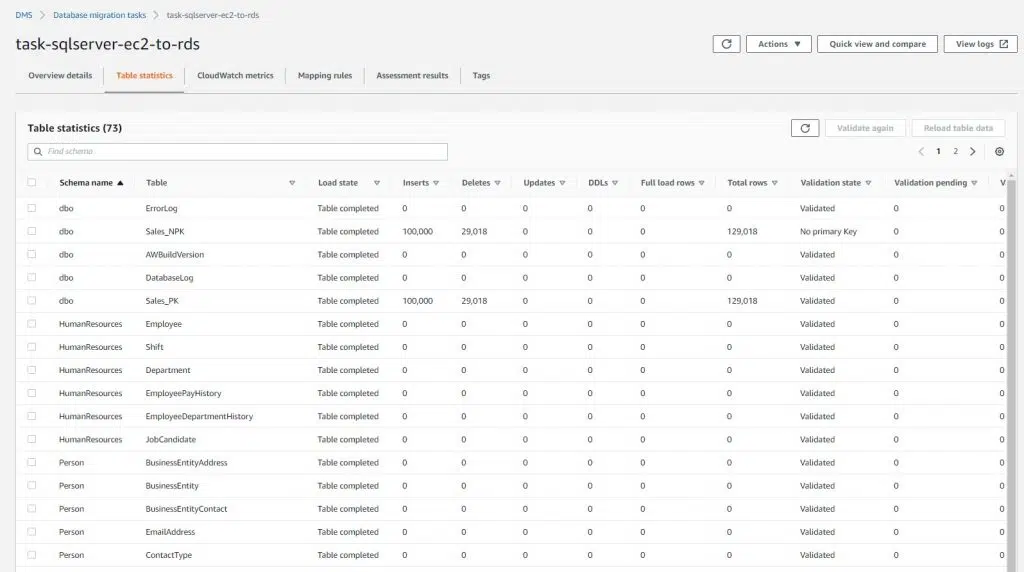 DMS > Database migration tasks > task-sqlserver-ec2-to-rds
task-sqlserver-ec2-to-rds
Actions ▼ Quick view and compare View logs
Overview details Table statistics CloudWatch metrics Mapping rules Assessment results Tags
Table statistics (73)
Validate again Reload table data
Find schema
1 2
Schema name Table Load state Inserts Deletes Updates DDLs Full load rows Total rows Validation state Validation pending V
dbo ErrorLog Table completed 0 0 0 0 0 0 Validated 0 0
dbo Sales_NPK Table completed 100,000 29,018 0 0 0 129,018 No primary Key 0 0
dbo AWBuildVersion Table completed 0 0 0 0 0 0 Validated 0 0
dbo DatabaseLog Table completed 0 0 0 0 0 0 Validated 0 0
dbo Sales_PK Table completed 100,000 29,018 0 0 0 129,018 Validated 0 0
HumanResources Employee Table completed 0 0 0 0 0 0 Validated 0 0
HumanResources Shift Table completed 0 0 0 0 0 0 Validated 0 0
HumanResources Department Table completed 0 0 0 0 0 0 Validated 0 0
HumanResources EmployeePayHistory Table completed 0 0 0 0 0 0 Validated 0 0
HumanResources EmployeeDepartmentHistory Table completed 0 0 0 0 0 0 Validated 0 0
HumanResources JobCandidate Table completed 0 0 0 0 0 0 Validated 0 0
Person BusinessEntityAddress Table completed 0 0 0 0 0 0 Validated 0 0
Person BusinessEntity Table completed 0 0 0 0 0 0 Validated 0 0
Person BusinessEntityContact Table completed 0 0 0 0 0 0 Validated 0 0
Person EmailAddress Table completed 0 0 0 0 0 0 Validated 0 0
Person ContactType Table completed 0 0 0 0 0 0 Validated 0 0